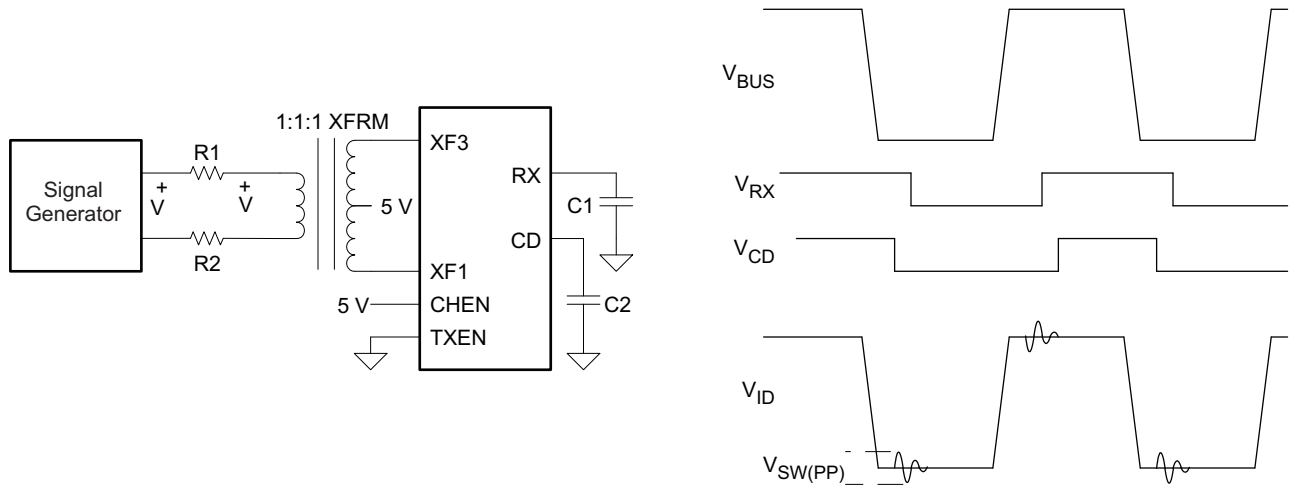 Signal
Generator
R1
+
V
+
V
R2
1:1:1 XFRM
5 V
XF3
RX
CD
XF1
CHEN
TXEN
5 V
C1
C2
V_BUS
V_RX
V_CD
V_ID
V_SW(PP)